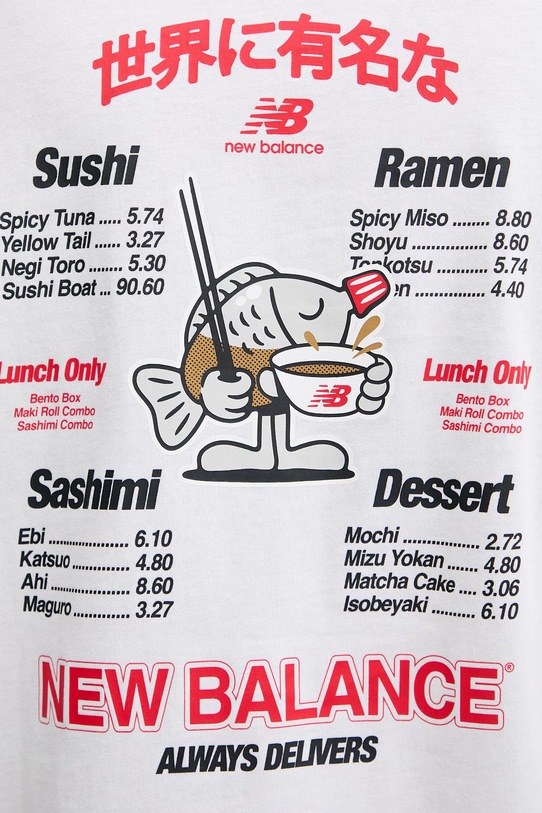 世界に有名な
NB
new balance
Sushi
Spicy Tuna ..... 5.74
Yellow Tail ...... 3.27
Negi Toro ........ 5.30
Sushi Boat ... 90.60
Ramen
Spicy Miso ........ 8.80
Shoyu ............... 8.60
Tonkotsu .......... 5.74
................ 4.40
Lunch Only
Bento Box
Maki Roll Combo
Sashimi Combo
NB
Lunch Only
Bento Box
Maki Roll Combo
Sashimi Combo
Sashimi
Ebi .................... 6.10
Katsuo ............... 4.80
Ahi .................... 8.60
Maguro .............. 3.27
Dessert
Mochi .................. 2.72
Mizu Yokan ........ 4.80
Matcha Cake .... 3.06
Isobeyaki ........... 6.10
NEW BALANCE®
ALWAYS DELIVERS